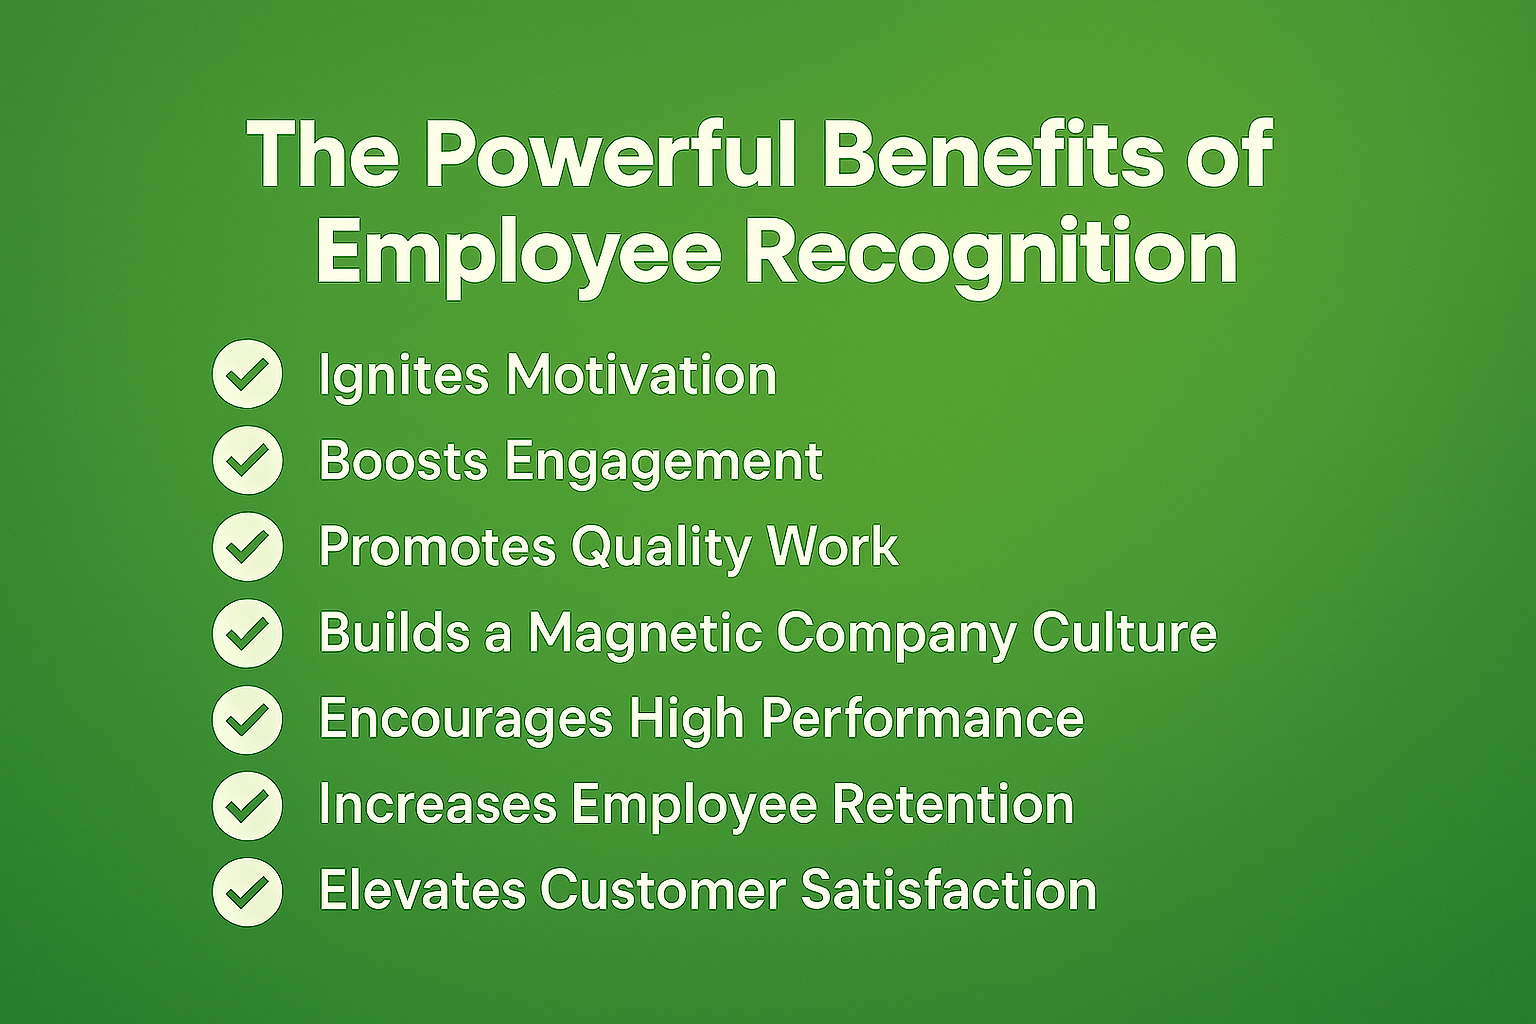 The Powerful Benefits of
Employee Recognition
Ignites Motivation
Boosts Engagement
Promotes Quality Work
Builds a Magnetic Company Culture
Encourages High Performance
Increases Employee Retention
Elevates Customer Satisfaction